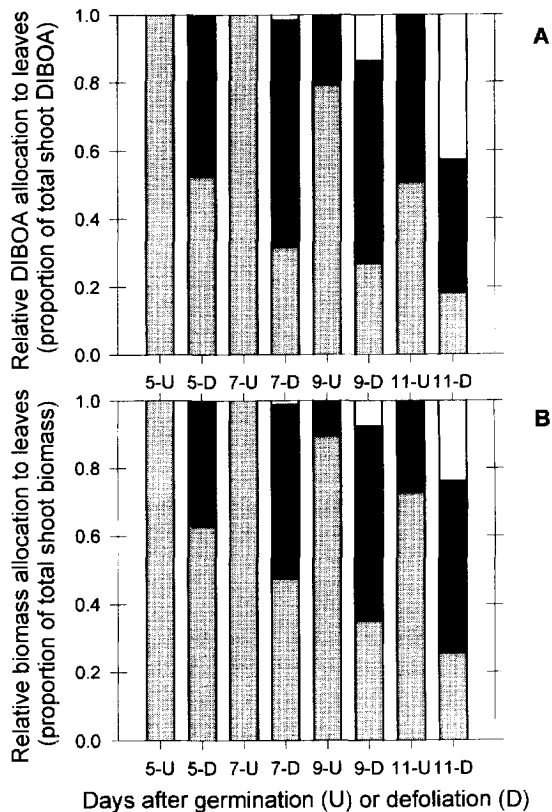 A
Relative DIBOA allocation to leaves
(proportion of total shoot DIBOA)
1.0
0.8
0.6
0.4
0.2
0.0
5-U 5-D 7-U 7-D 9-U 9-D 11-U 11-D
B
Relative biomass allocation to leaves
(proportion of total shoot biomass)
1.0
0.8
0.6
0.4
0.2
0.0
5-U 5-D 7-U 7-D 9-U 9-D 11-U 11-D
Days after germination (U) or defoliation (D)